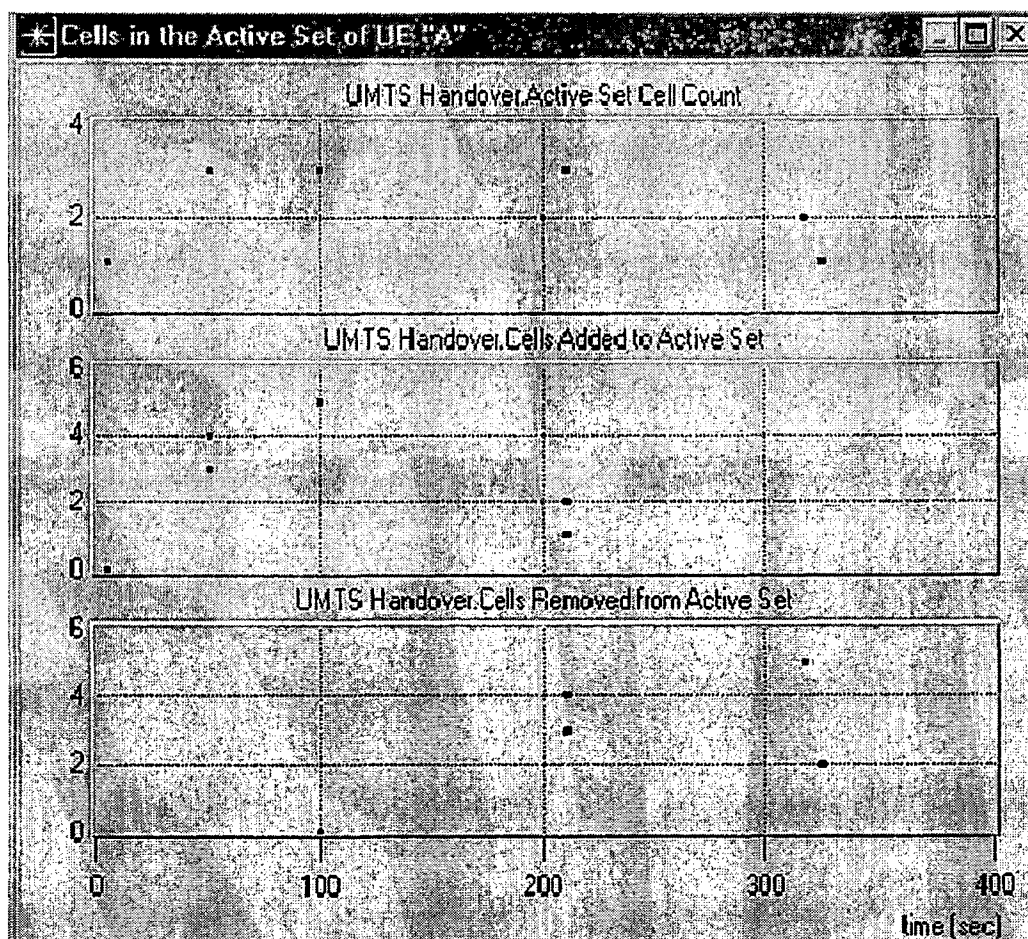 Cells in the Active Set of UE "A"
UMTS Handover.Active Set Cell Count
4
2
0
UMTS Handover.Cells Added to Active Set
6
4
2
0
UMTS Handover.Cells Removed from Active Set
6
4
2
0
0 100 200 300 400
time (sec)